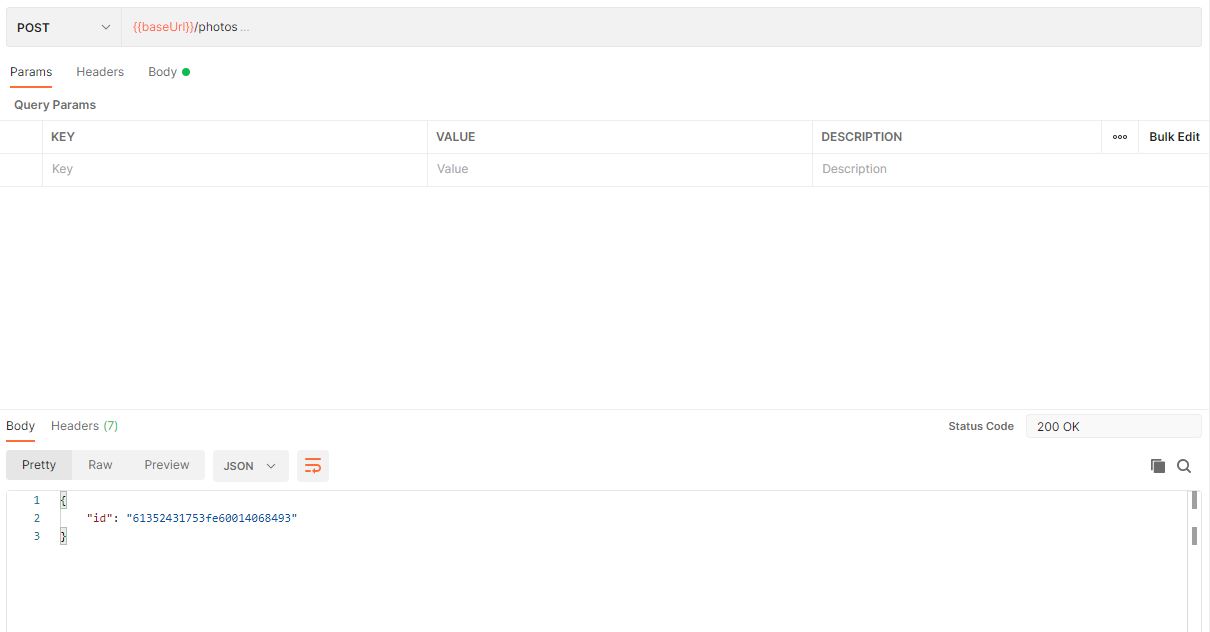 POST {{baseUrl}}/photos ...
Params Headers Body
Query Params
KEY VALUE DESCRIPTION ooo Bulk Edit
Key Value Description
Body Headers (7) Status Code 200 OK
Pretty Raw Preview JSON
1 {
2 "id": "61352431753fe60014068493"
3 }